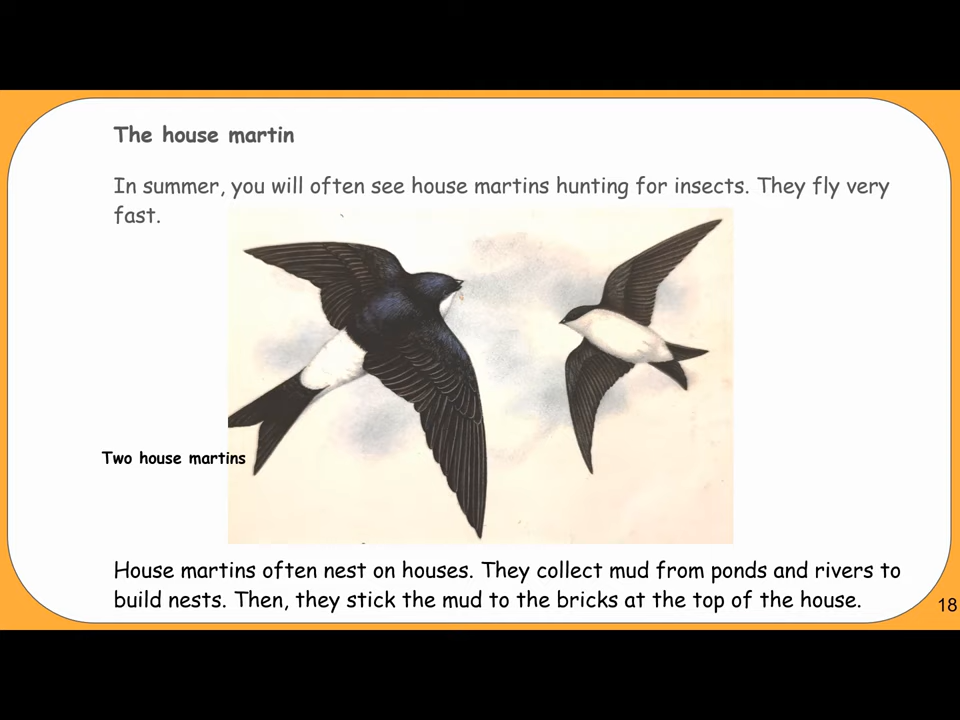 The house martin
In summer, you will often see house martins hunting for insects. They fly very
fast.
Two house martins
House martins often nest on houses. They collect mud from ponds and rivers to
build nests. Then, they stick the mud to the bricks at the top of the house.
18